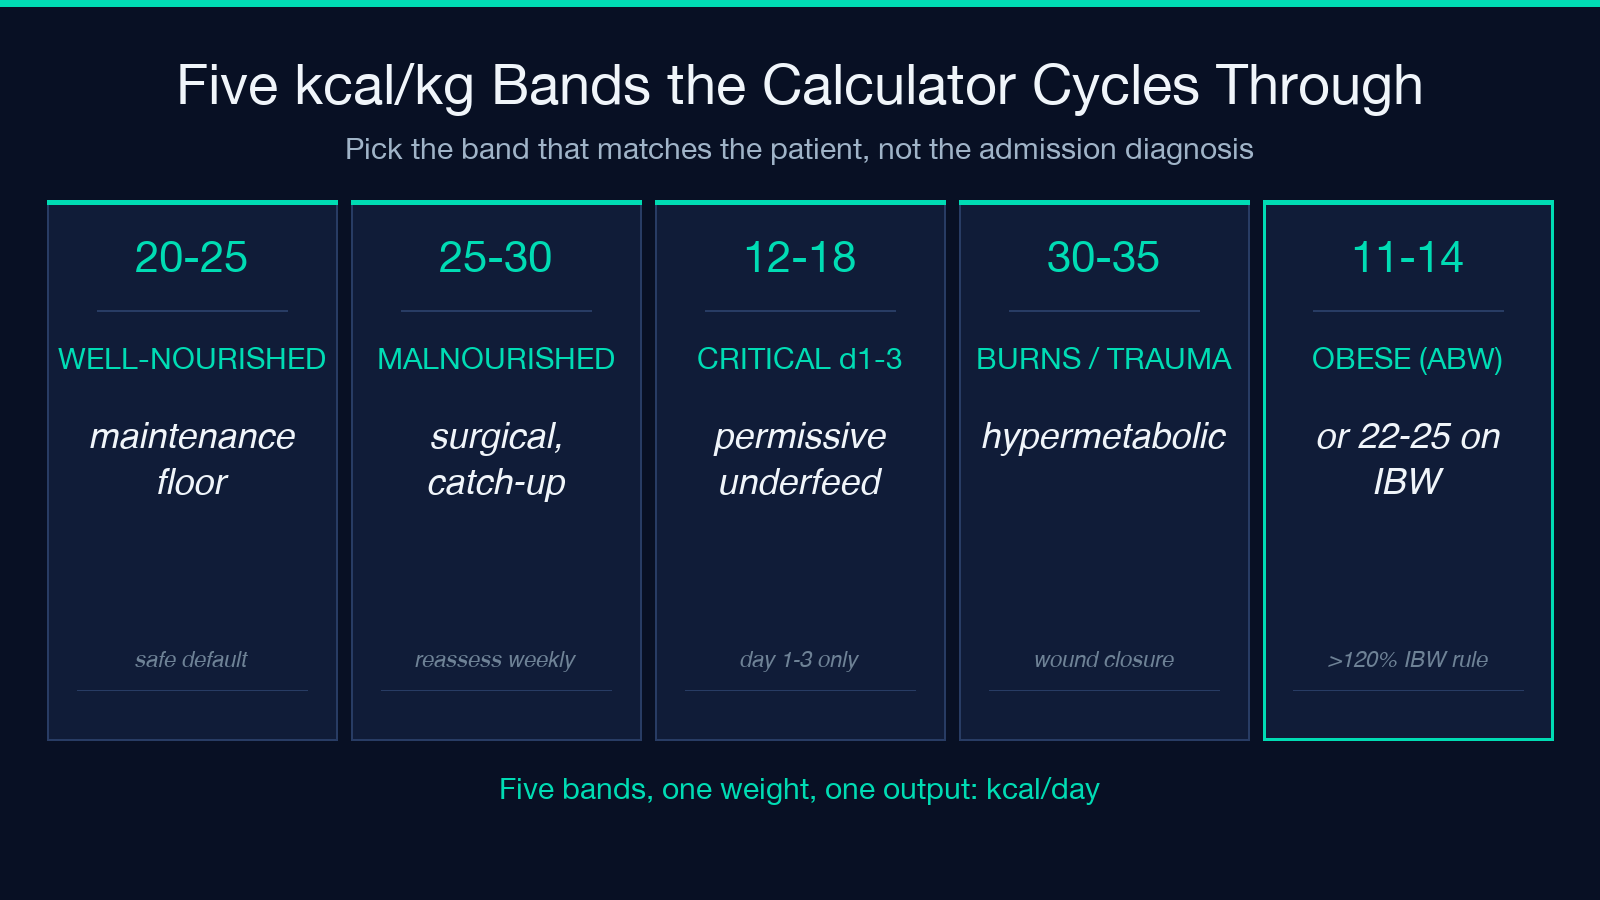 Five kcal/kg Bands the Calculator Cycles Through
Pick the band that matches the patient, not the admission diagnosis
20-25
WELL-NOURISHED
maintenance
floor
safe default
25-30
MALNOURISHED
surgical,
catch-up
reassess weekly
12-18
CRITICAL d1-3
permissive
underfeed
day 1-3 only
30-35
BURNS / TRAUMA
hypermetabolic
wound closure
11-14
OBESE (ABW)
or 22-25 on
IBW
>120% IBW rule
Five bands, one weight, one output: kcal/day